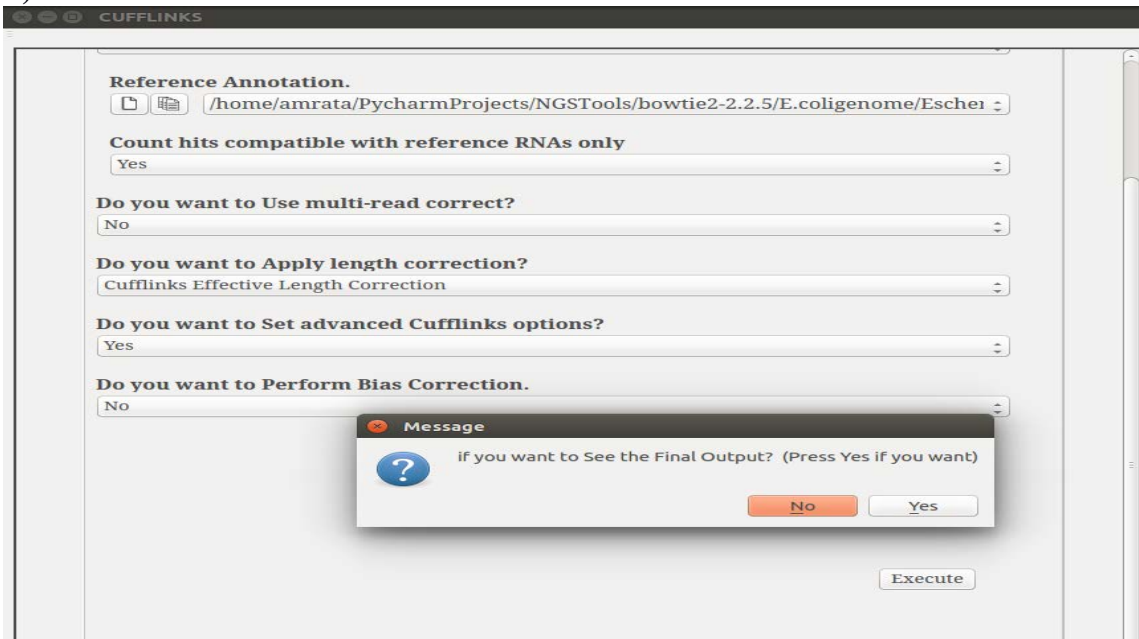 CUFFLINKS
Reference Annotation.
/home/amrata/PycharmProjects/NGSTools/bowtie2-2.2.5/E.coligenome/Escher
Count hits compatible with reference RNAs only
Yes
Do you want to Use multi-read correct?
No
Do you want to Apply length correction?
Cufflinks Effective Length Correction
Do you want to Set advanced Cufflinks options?
Yes
Do you want to Perform Bias Correction.
No
Message
if you want to See the Final Output? (Press Yes if you want)
No Yes
Execute